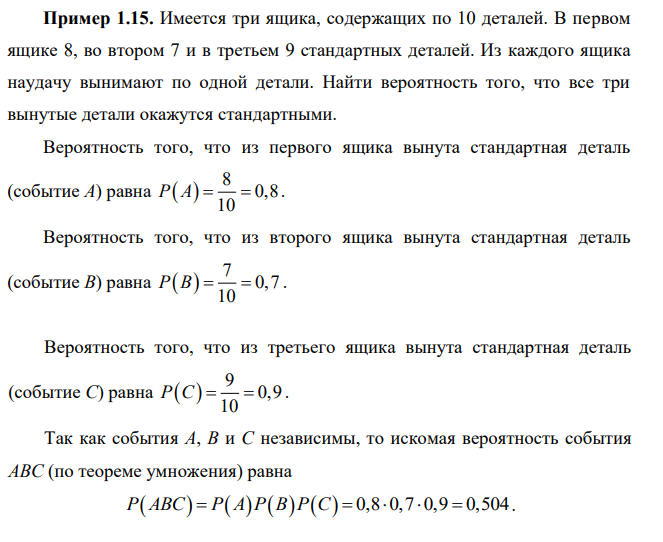 Пример 1.15. Имеется три ящика, содержащих по 10 деталей. В первом
ящике 8, во втором 7 и в третьем 9 стандартных деталей. Из каждого ящика
наудачу вынимают по одной детали. Найти вероятность того, что все три
вынутые детали окажутся стандартными.
Вероятность того, что из первого ящика вынута стандартная деталь
(событие A) равна P(A) = 8/10 = 0,8.
Вероятность того, что из второго ящика вынута стандартная деталь
(событие B) равна P(B) = 7/10 = 0,7.
Вероятность того, что из третьего ящика вынута стандартная деталь
(событие C) равна P(C) = 9/10 = 0,9.
Так как события A, B и C независимы, то искомая вероятность события
ABC (по теореме умножения) равна
P(ABC) = P(A)P(B)P(C) = 0,8·0,7·0,9 = 0,504.